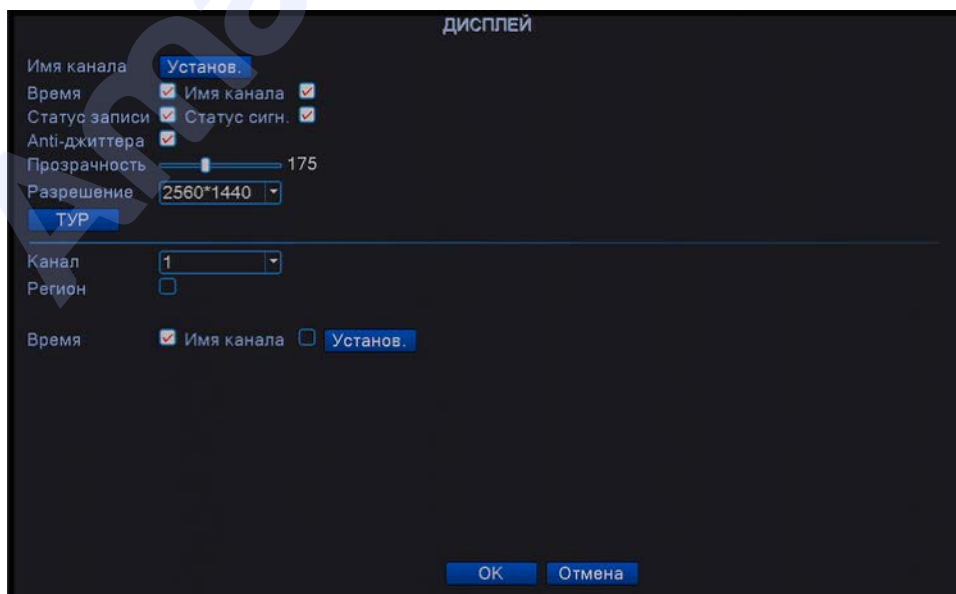 ДИСПЛЕЙ
Имя канала Установ.
Время Имя канала
Статус записи Статус сигн.
Anti-джиттера
Прозрачность 175
Разрешение 2560*1440
ТУР
Канал 1
Регион
Время Имя канала Установ.
OK Отмена